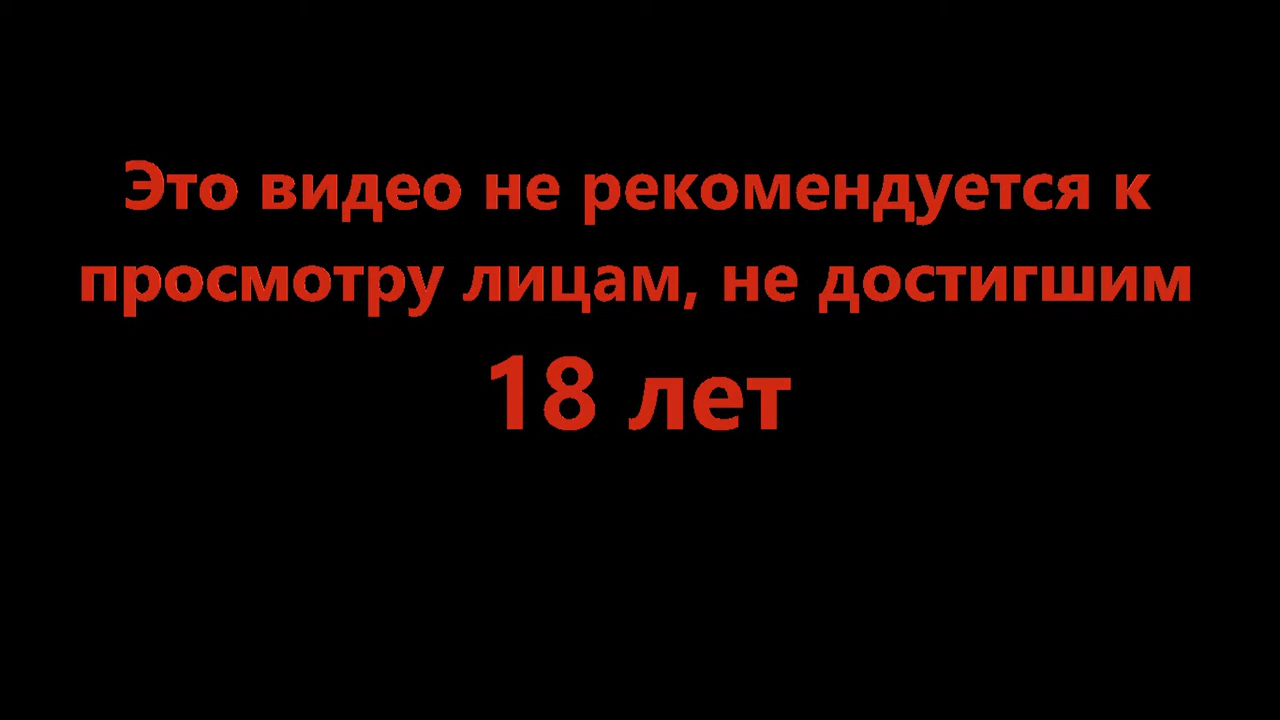 Это видео не рекомендуется к
просмотру лицам, не достигшим
18 лет